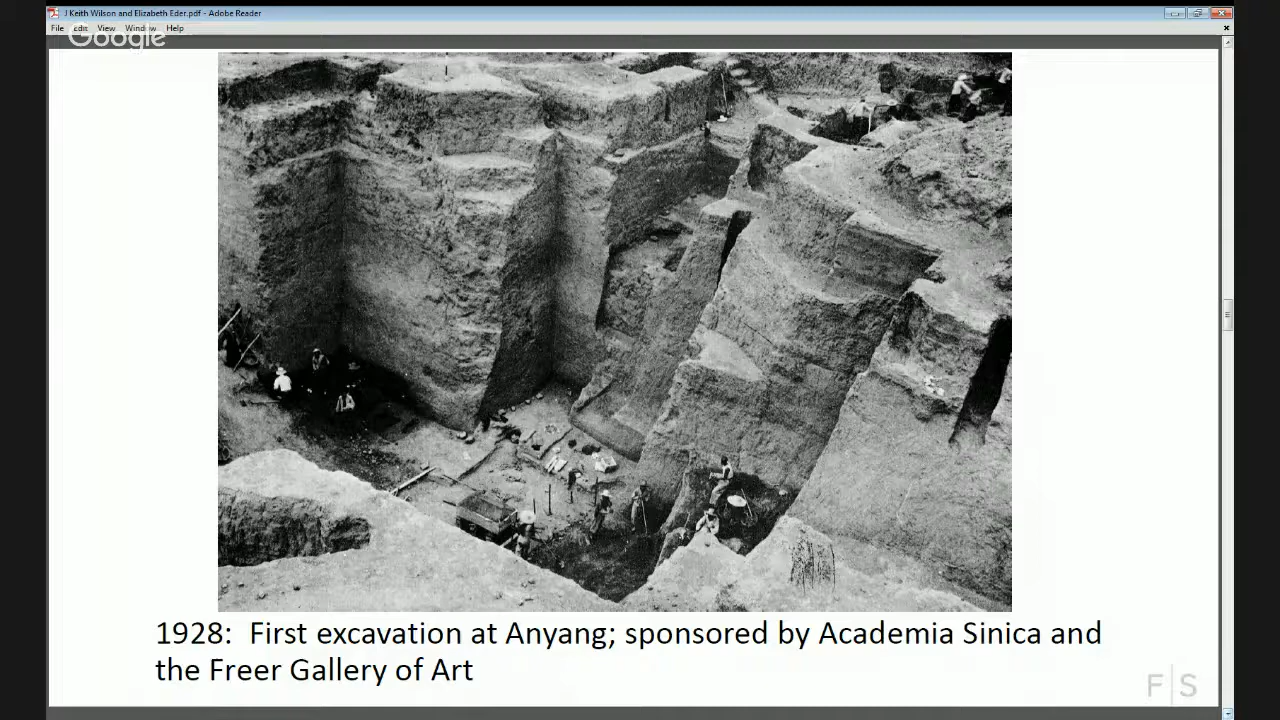 J Keith Wilson and Elizabeth Eder.pdf - Adobe Reader
File Edit View Window Help
Google
1928: First excavation at Anyang; sponsored by Academia Sinica and
the Freer Gallery of Art
F|S